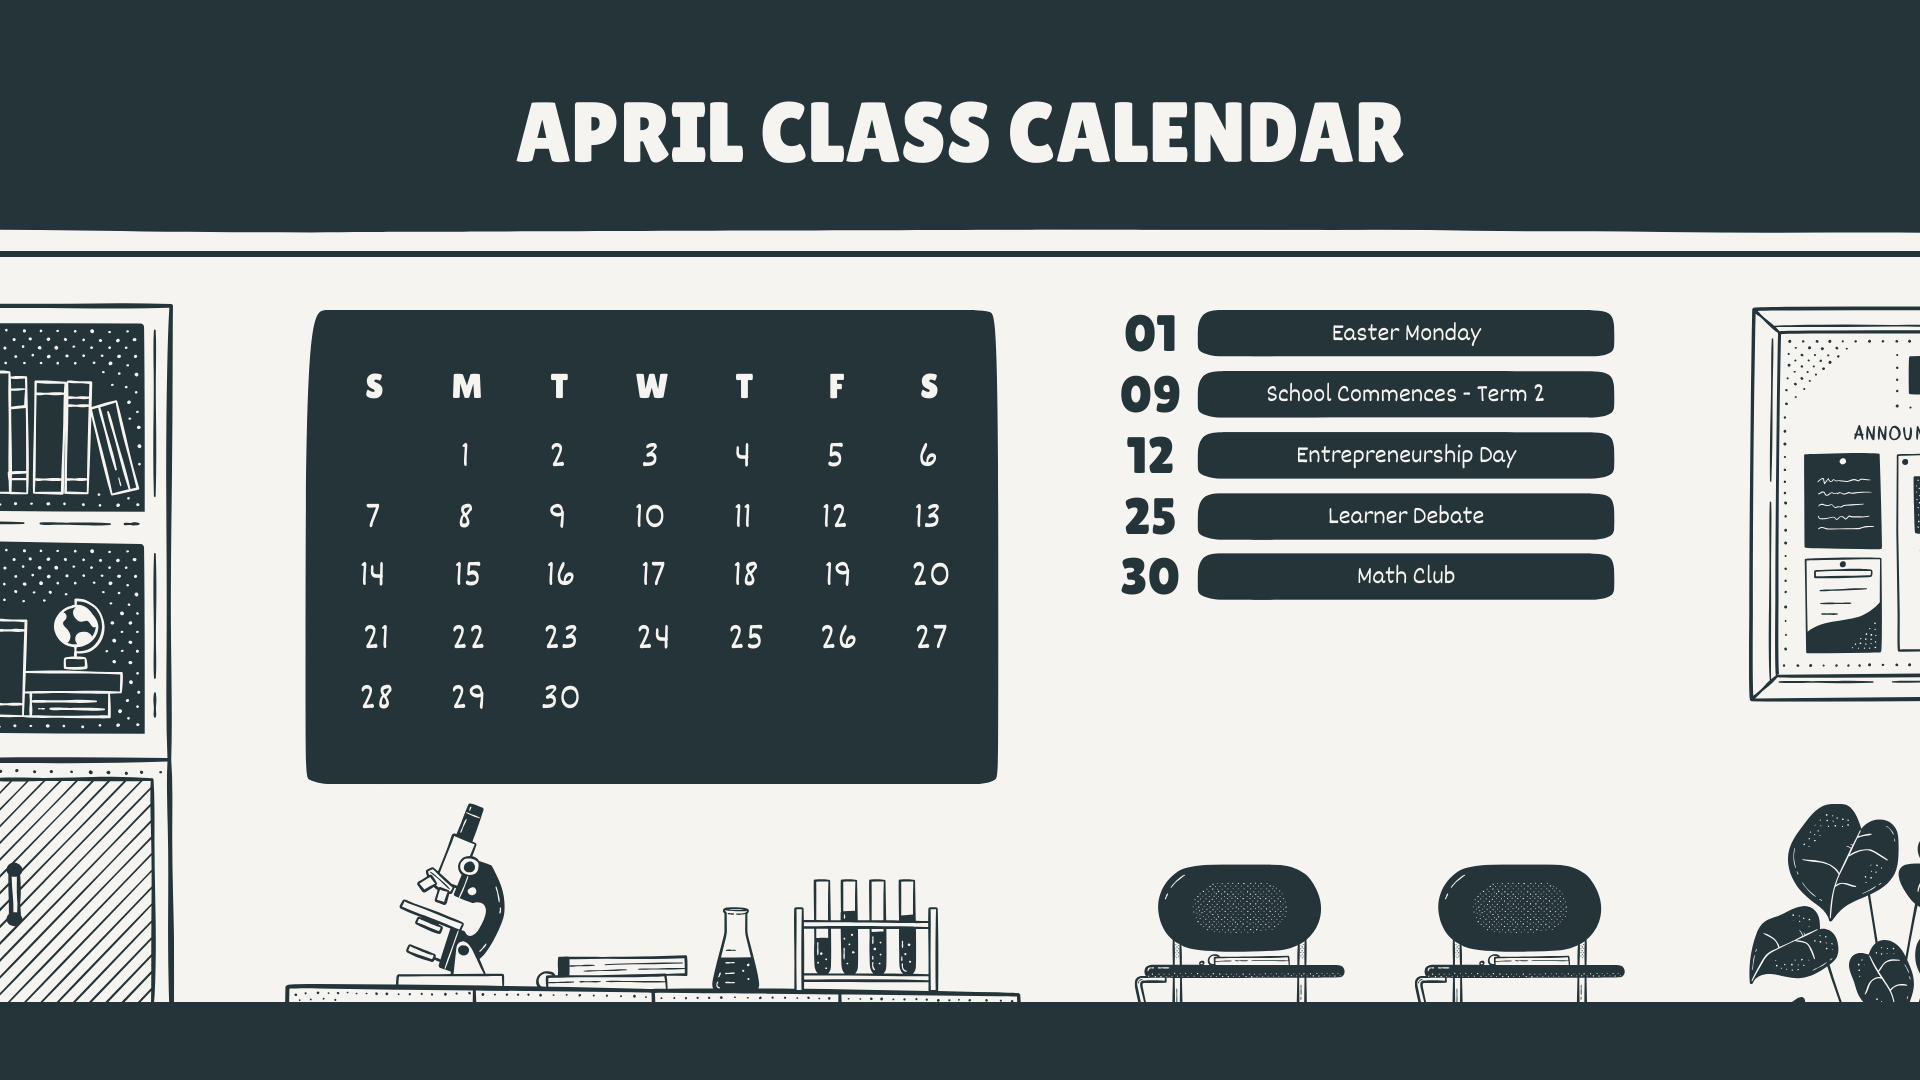 APRIL CLASS CALENDAR
S M T W T F S
1 2 3 4 5 6
7 8 9 10 11 12 13
14 15 16 17 18 19 20
21 22 23 24 25 26 27
28 29 30
01 Easter Monday
09 School Commences - Term 2
12 Entrepreneurship Day
25 Learner Debate
30 Math Club